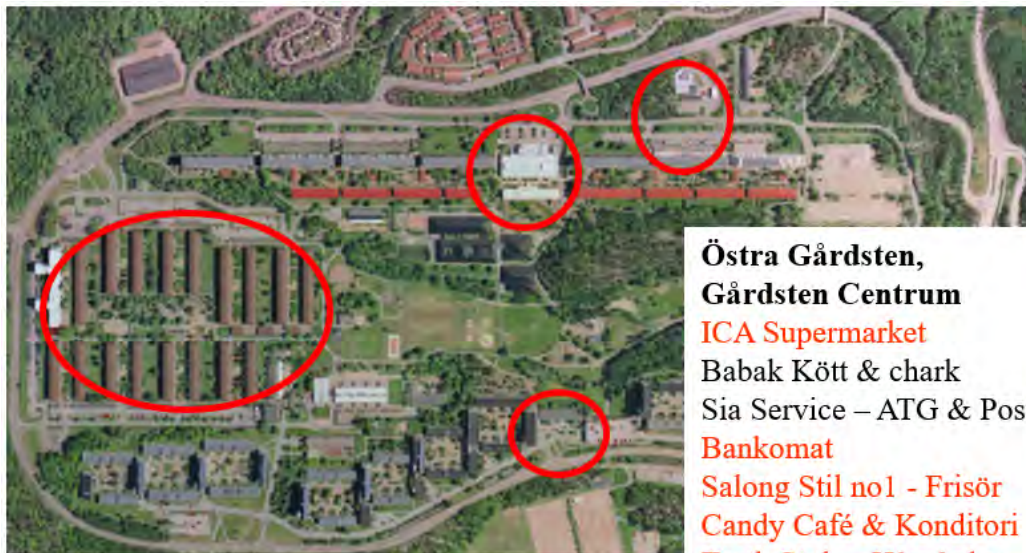 Östra Gårdsten,
Gårdsten Centrum
ICA Supermarket
Babak Kött & chark
Sia Service – ATG & Pos
Bankomat
Salong Stil no1 - Frisör
Candy Café & Konditori